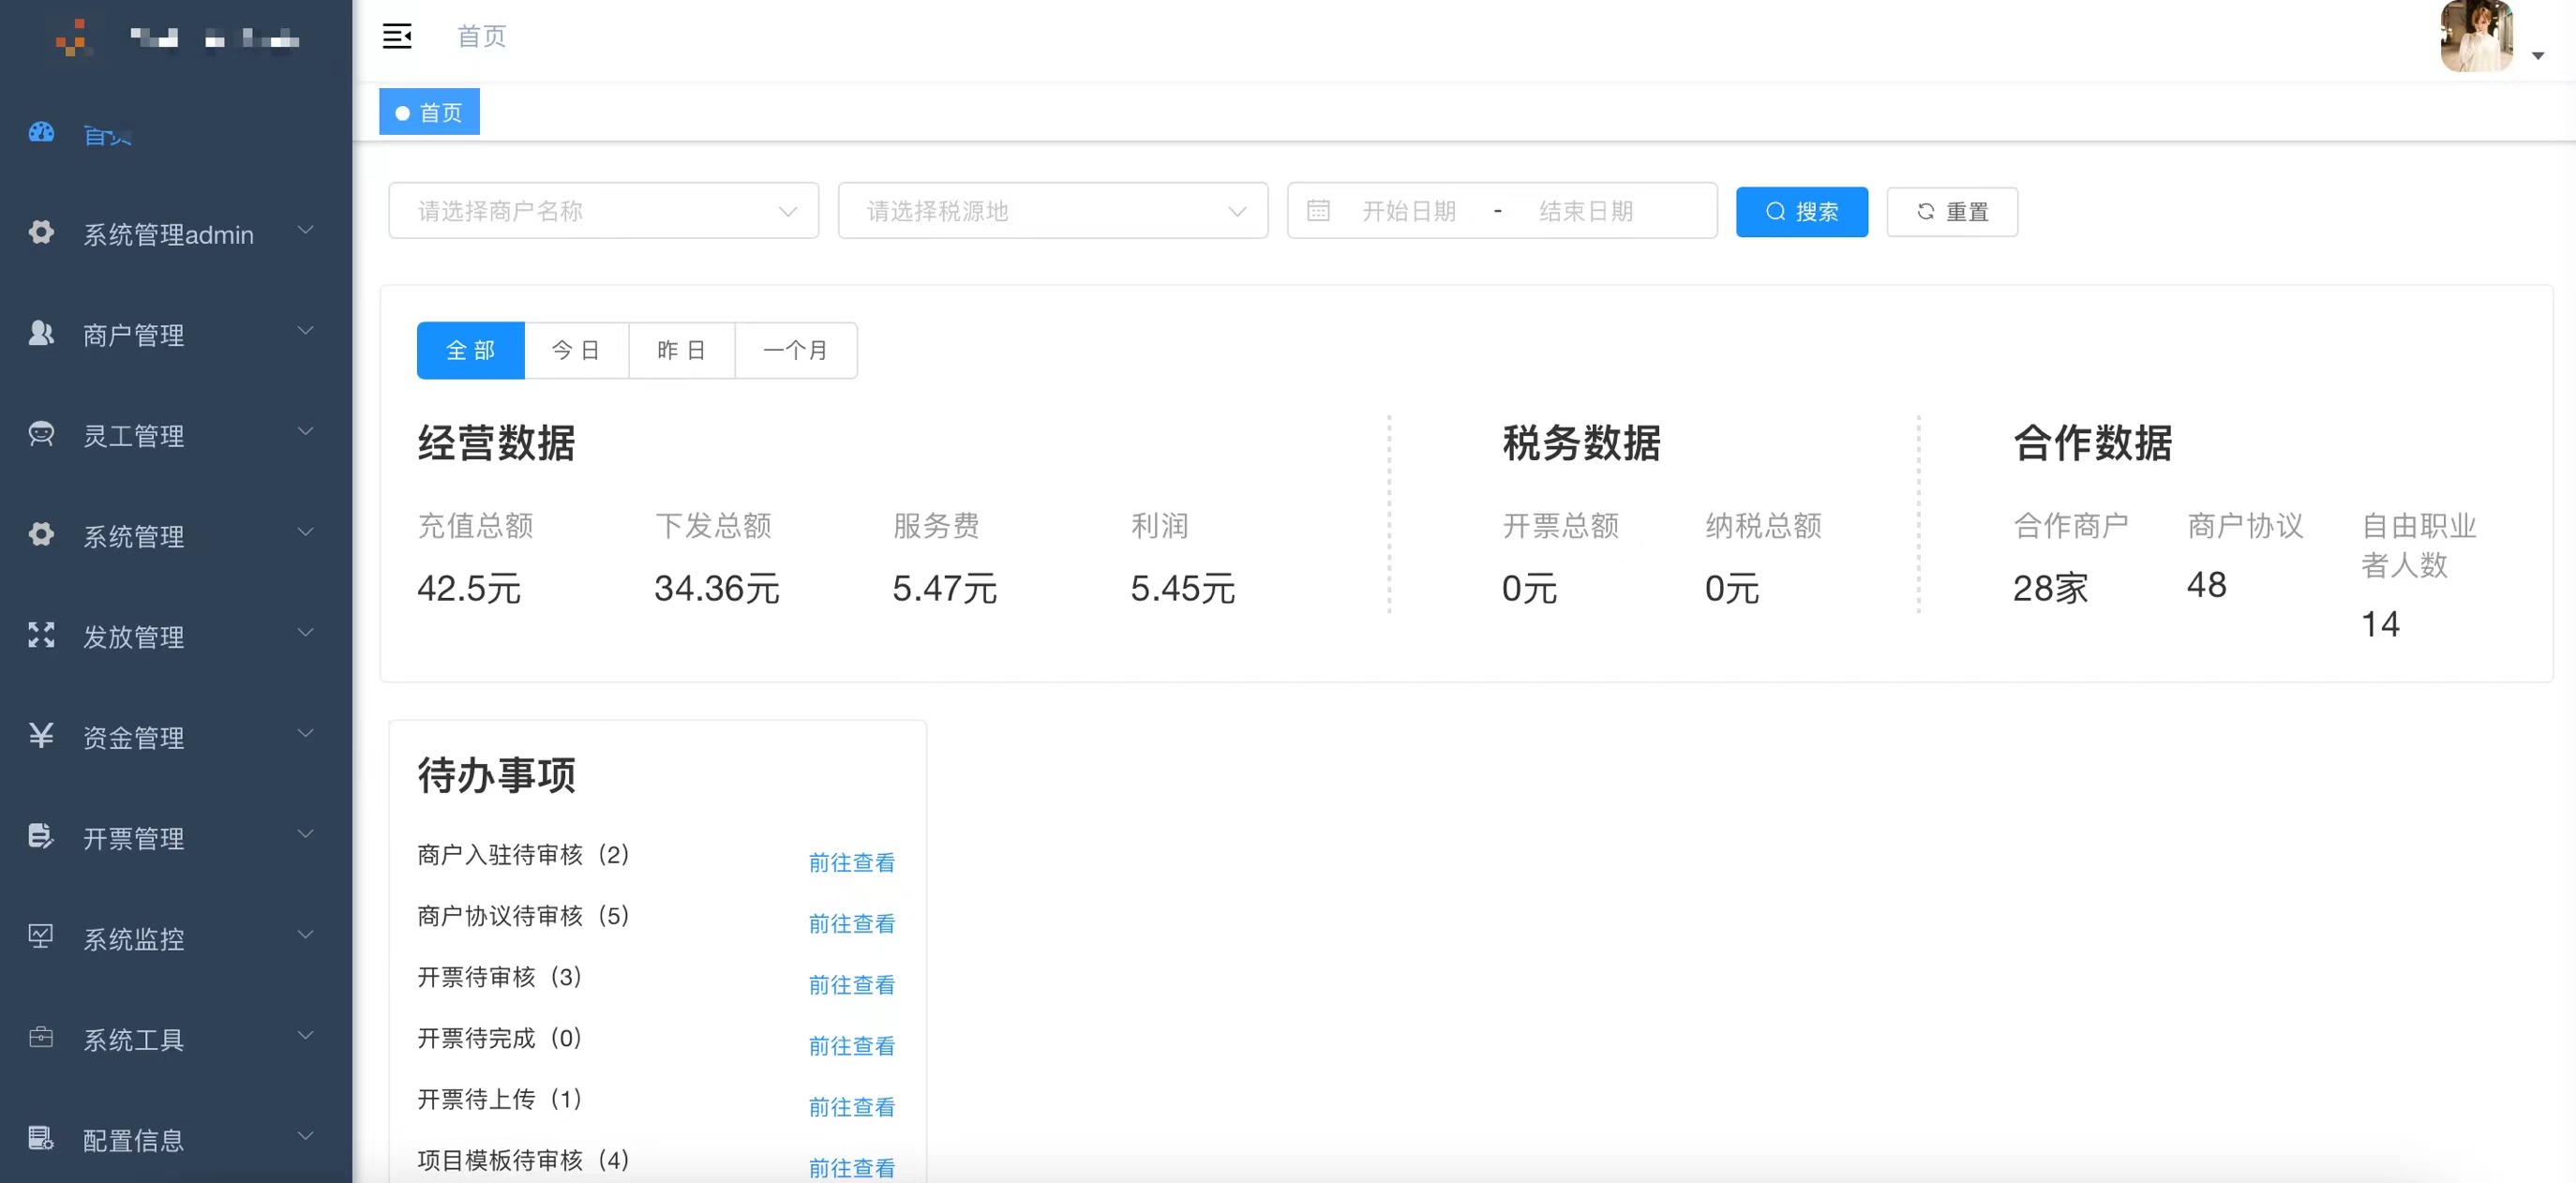 首页
首页
首页
系统管理admin
商户管理
灵工管理
系统管理
发放管理
资金管理
开票管理
系统监控
系统工具
配置信息
请选择商户名称
请选择税源地
开始日期 - 结束日期
搜索
重置
全部 今日 昨日 一个月
经营数据
充值总额 下发总额 服务费 利润
42.5元 34.36元 5.47元 5.45元
税务数据
开票总额 纳税总额
0元 0元
合作数据
合作商户
28家
商户协议
48
自由职业
者人数
14
待办事项
商户入驻待审核（2） 前往查看
商户协议待审核（5） 前往查看
开票待审核（3） 前往查看
开票待完成（0） 前往查看
开票待上传（1） 前往查看
项目模板待审核（4） 前往查看